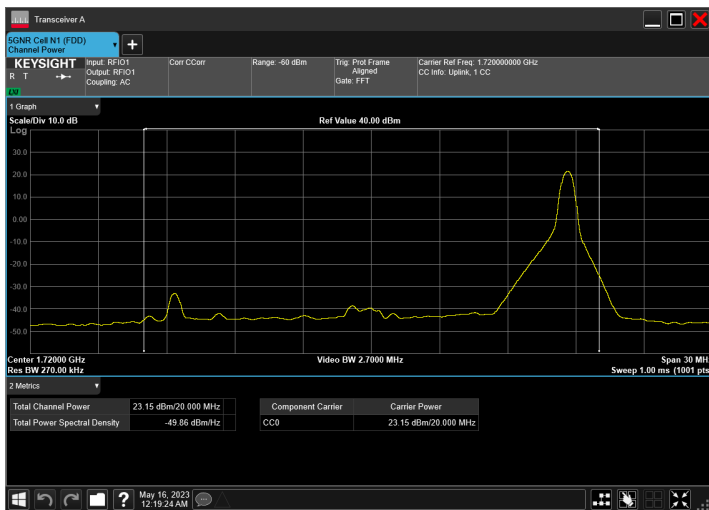 Transceiver A
5GNR Cell N1 (FDD)
Channel Power
KEYSIGHT
R T
LXI
Input: RFIO1
Output: RFIO1
Coupling: AC
Corr CCorr
Range: -60 dBm
Trig: Prot Frame
Aligned
Gate: FFT
Carrier Ref Freq: 1.720000000 GHz
CC Info: Uplink, 1 CC
1 Graph
Scale/Div 10.0 dB
Ref Value 40.00 dBm
Log
30.0
20.0
10.0
0.00
-10.0
-20.0
-30.0
-40.0
-50.0
Center 1.72000 GHz
Res BW 270.00 kHz
Video BW 2.7000 MHz
Span 30 MH
Sweep 1.00 ms (1001 pts
2 Metrics
Total Channel Power 23.15 dBm/20.000 MHz
Total Power Spectral Density -49.86 dBm/Hz
Component Carrier Carrier Power
CC0 23.15 dBm/20.000 MHz
?
May 16, 2023
12:19:24 AM